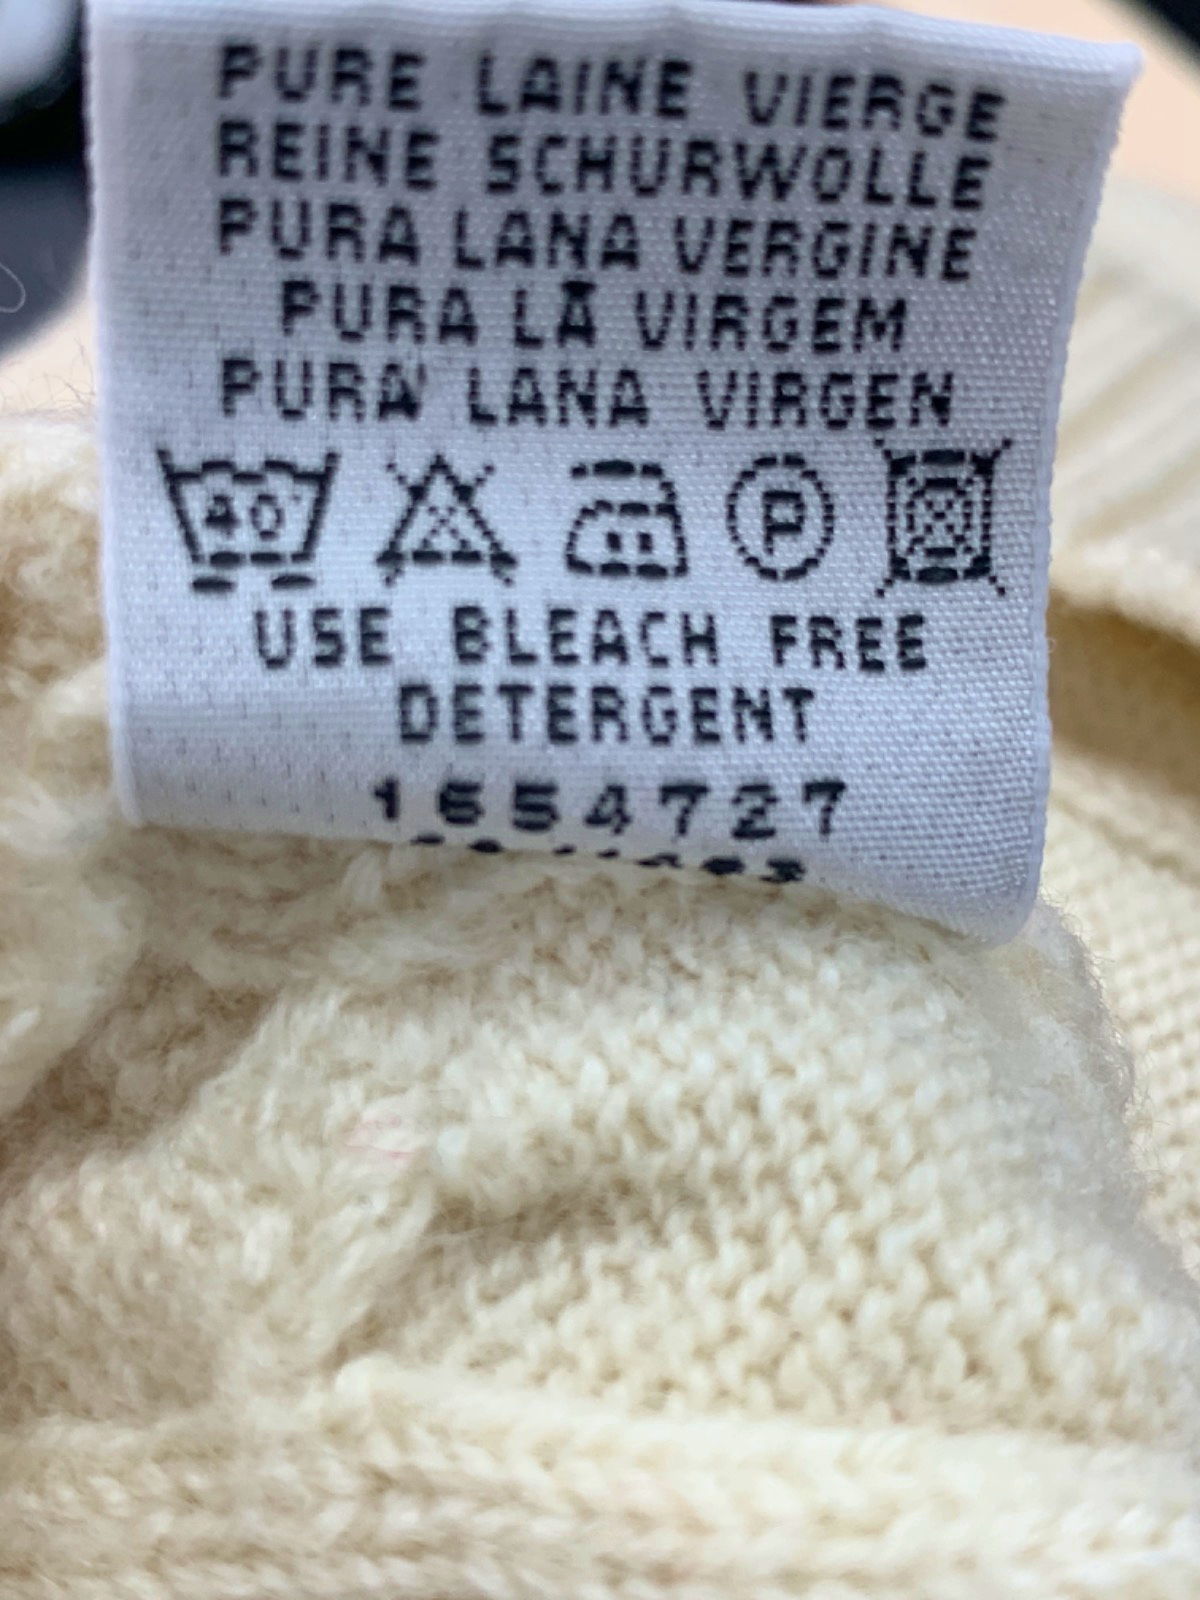 PURE LAINE VIERGE
REINE SCHURWOLLE
PURA LANA VERGINE
PURA LÃ VIRGEM
PURA LANA VIRGEN
40 P
USE BLEACH FREE
DETERGENT
1654727